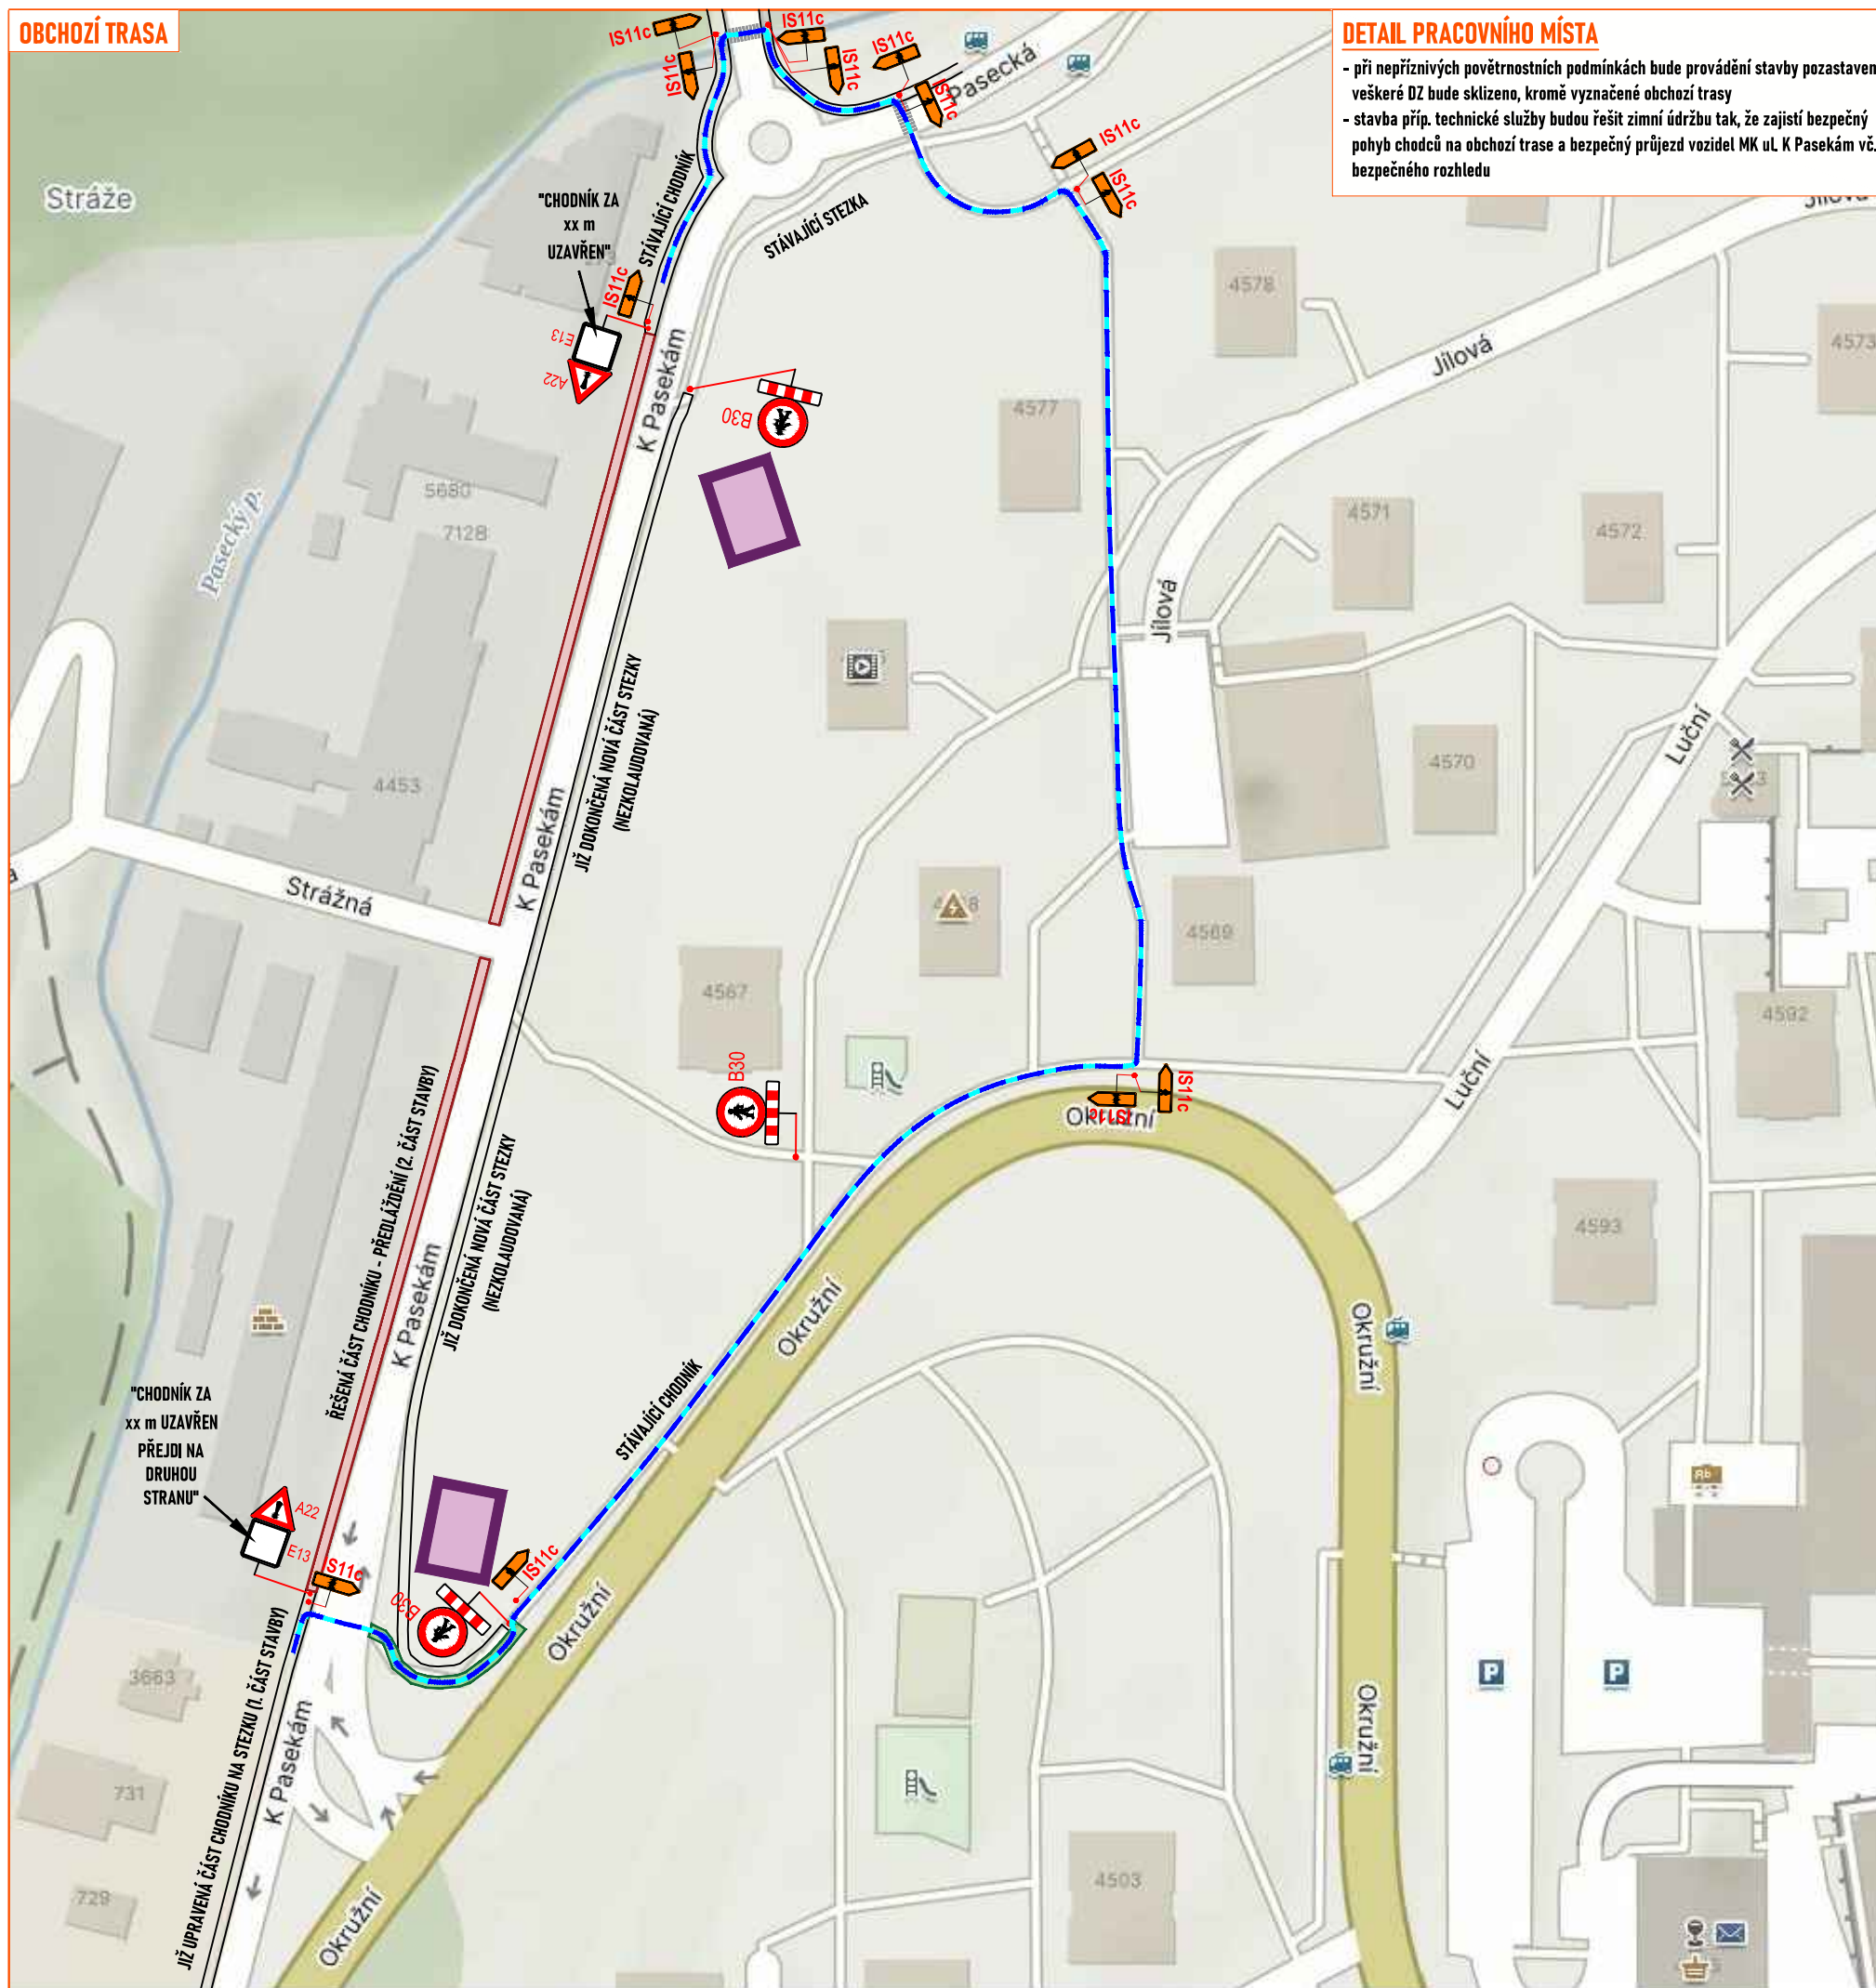 OBCHOZÍ TRASA
DETAIL PRACOVNÍHO MÍSTA
- při nepříznivých povětrnostních podmínkách bude provádění stavby pozastaven
veškeré DZ bude sklizeno, kromě vyznačené obchozí trasy
- stavba příp. technické služby budou řešit zimní údržbu tak, že zajistí bezpečný
pohyb chodců na obchozí trase a bezpečný průjezd vozidel MK ul. K Pasekám vč.
bezpečného rozhledu
IS11c
IS11c
IS11c
IS11c
IS11c
IS11c
Pasecká
IS11c
IS11c
Stráže
"CHODNÍK ZA
xx m
UZAVŘEN"
STÁVAJÍCÍ CHODNÍK
STÁVAJÍCÍ STEZKA
IS11c
E13
A22
K Pasekám
B30
4578
Jílová
4573
4577
5680
7128
Pasecký p.
4571
4572
Jílová
JIŽ DOKONČENÁ NOVÁ ČÁST STEZKY
(NEZKOLAUDOVANÁ)
4453
K Pasekám
Luční
4570
Strážná
4569
4567
4592
B30
IS11c
IS11c
Okružní
Luční
ŘEŠENÁ ČÁST CHODNÍKU - PŘEDLÁŽDĚNÍ (2. ČÁST STAVBY)
K Pasekám
JIŽ DOKONČENÁ NOVÁ ČÁST STEZKY
(NEZKOLAUDOVANÁ)
4593
Okružní
Okružní
STÁVAJÍCÍ CHODNÍK
"CHODNÍK ZA
xx m UZAVŘEN
PŘEJDI NA
DRUHOU
STRANU"
A22
E13
S11c
IS11c
B30
Rb
Okružní
P
P
3663
JIŽ UPRAVENÁ ČÁST CHODNÍKU NA STEZKU (1. ČÁST STAVBY)
K Pasekám
Okružní
731
729
Okružní
4503